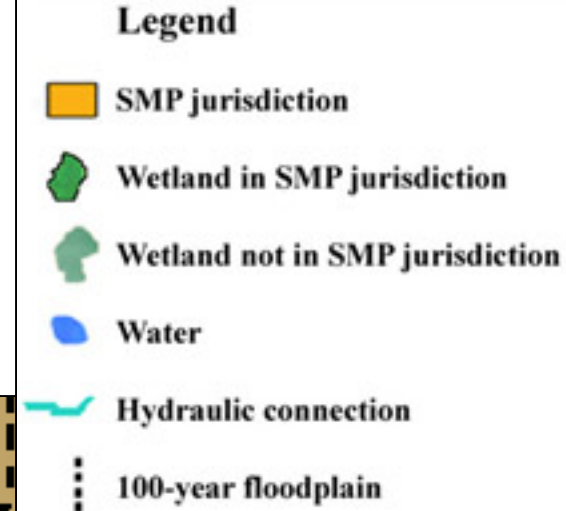 Legend
SMP jurisdiction
Wetland in SMP jurisdiction
Wetland not in SMP jurisdiction
Water
Hydraulic connection
100-year floodplain